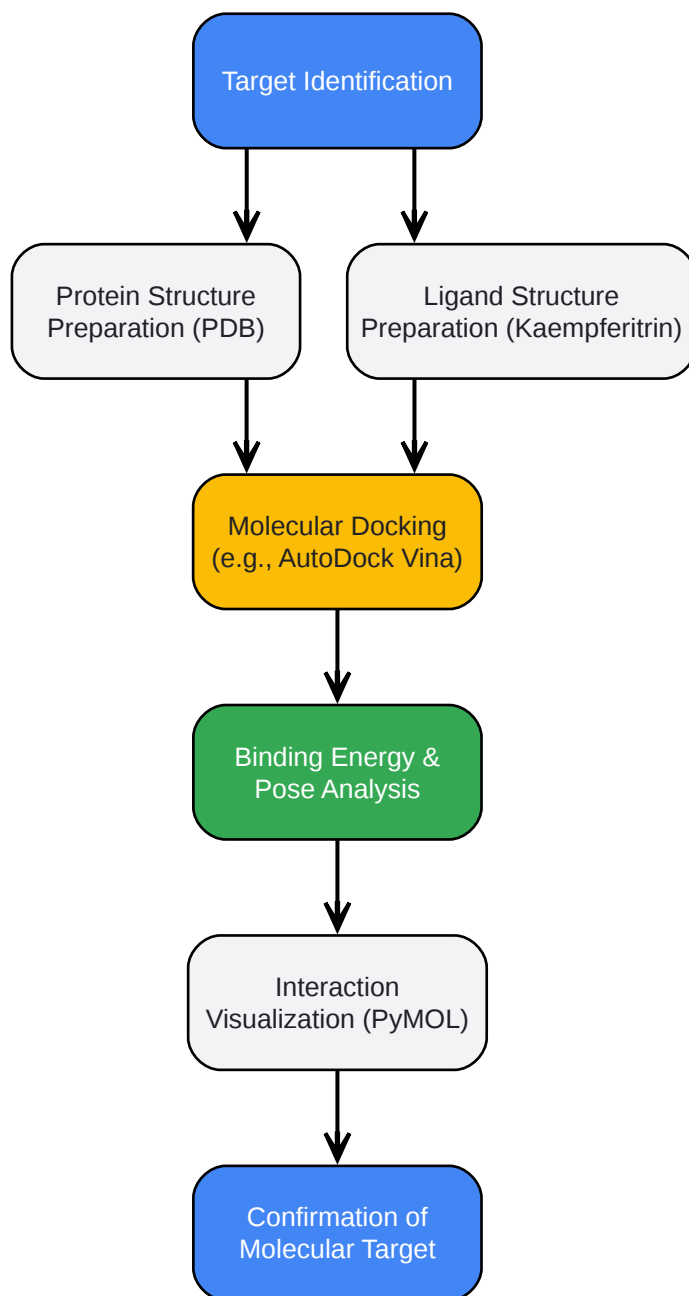 Target Identification
Protein Structure
Preparation (PDB)
Ligand Structure
Preparation (Kaempferitrin)
Molecular Docking
(e.g., AutoDock Vina)
Binding Energy &
Pose Analysis
Interaction
Visualization (PyMOL)
Confirmation of
Molecular Target